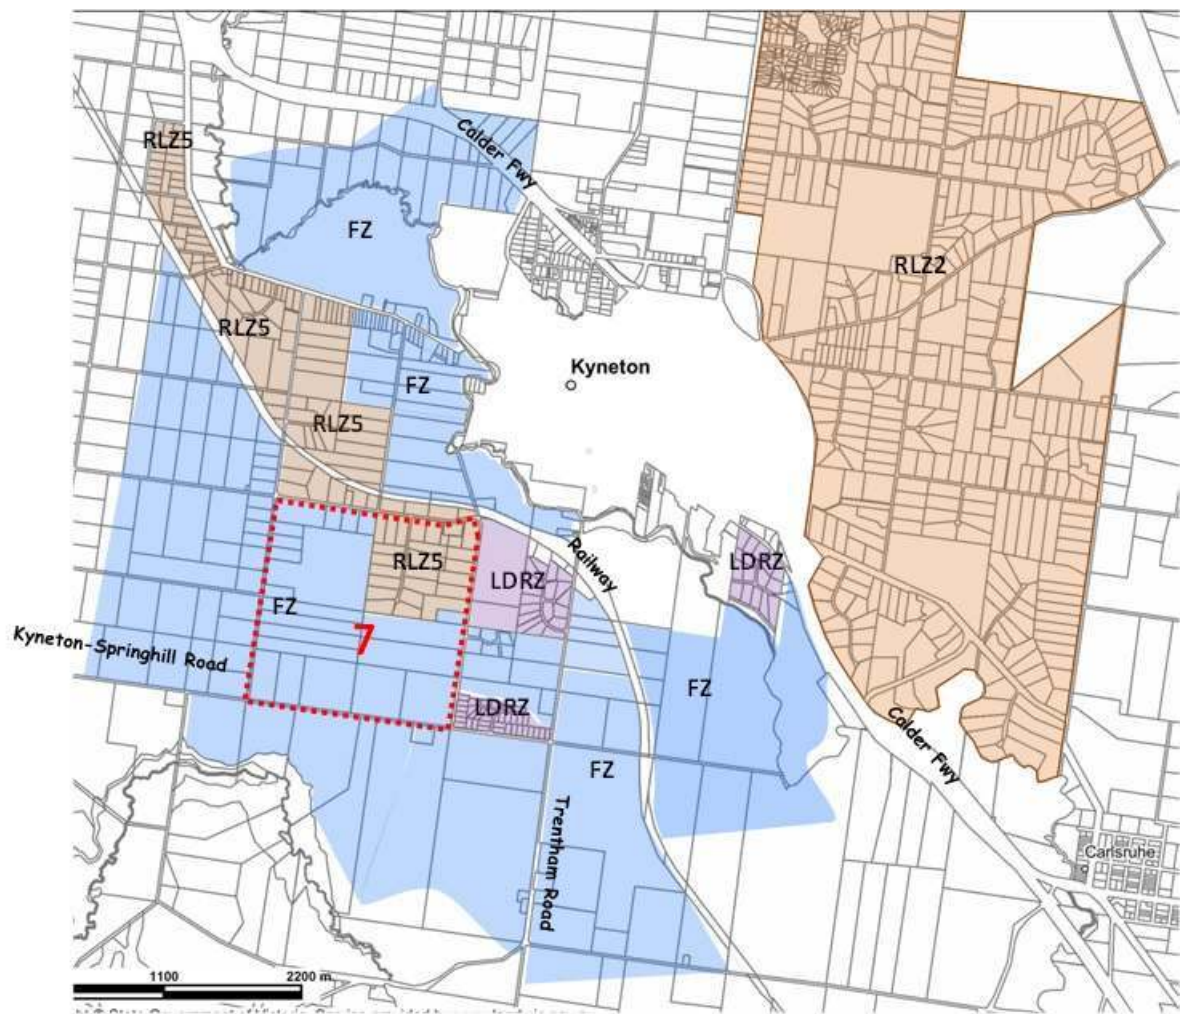 RLZ5
Calder Fwy
FZ
RLZ2
RLZ5
Kyneton
FZ
RLZ5
RLZ5
LDRZ
Railway
LDRZ
FZ
7
Kyneton-Springhill Road
FZ
LDRZ
Calder Fwy
FZ
Trentham Road
Carlsruhe
1100
2200 m